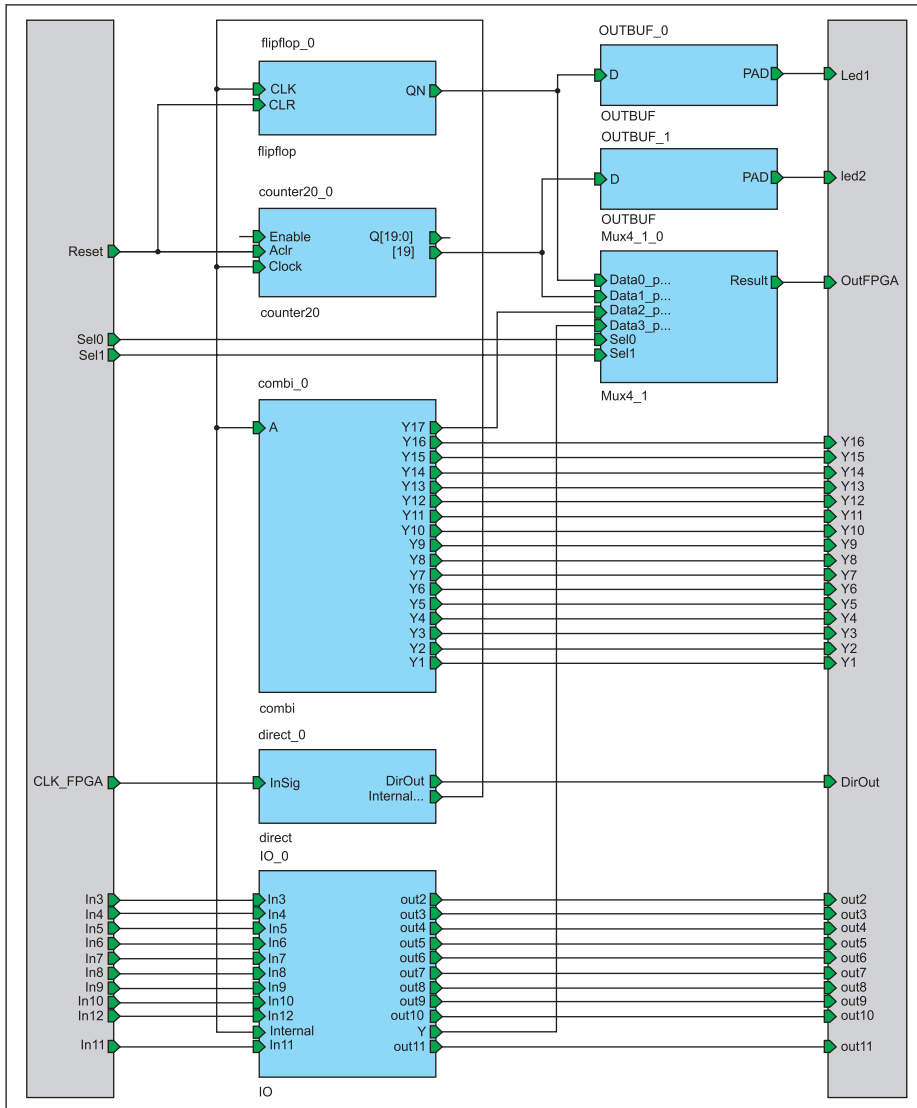 Reset
Sel0
Sel1
CLK_FPGA
In3
In4
In5
In6
In7
In8
In9
In10
In12
In11
flipflop_0
CLK
CLR
QN
flipflop
counter20_0
Enable
Aclr
Clock
Q[19:0]
[19]
counter20
combi_0
A
Y17
Y16
Y15
Y14
Y13
Y12
Y11
Y10
Y9
Y8
Y7
Y6
Y5
Y4
Y3
Y2
Y1
combi
direct_0
InSig
DirOut
Internal...
direct
IO_0
In3
In4
In5
In6
In7
In8
In9
In10
In12
Internal
In11
out2
out3
out4
out5
out6
out7
out8
out9
out10
Y
out11
IO
OUTBUF_0
D
PAD
OUTBUF
OUTBUF_1
D
PAD
OUTBUF
Mux4_1_0
Data0_p...
Data1_p...
Data2_p...
Data3_p...
Sel0
Sel1
Result
Mux4_1
Led1
led2
OutFPGA
Y16
Y15
Y14
Y13
Y12
Y11
Y10
Y9
Y8
Y7
Y6
Y5
Y4
Y3
Y2
Y1
DirOut
out2
out3
out4
out5
out6
out7
out8
out9
out10
out11